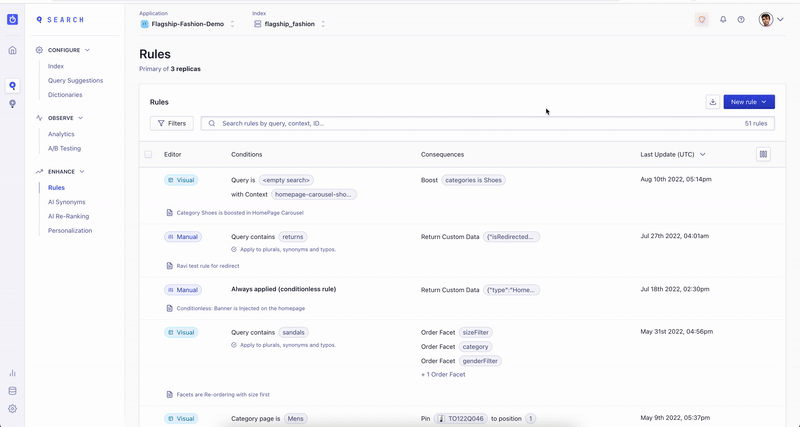 SEARCH
Application
Flagship-Fashion-Demo
Index
flagship_fashion
CONFIGURE
Index
Query Suggestions
Dictionaries
OBSERVE
Analytics
A/B Testing
ENHANCE
Rules
AI Synonyms
AI Re-Ranking
Personalization
Rules
Primary of 3 replicas
Rules
New rule
Filters
Search rules by query, context, ID...
51 rules
Editor Conditions Consequences Last Update (UTC)
Visual Query is <empty search> Boost categories is Shoes Aug 10th 2022, 05:14pm
with Context homepage-carousel-sho...
Category Shoes is boosted in HomePage Carousel
Manual Query contains returns Return Custom Data {"isRedirected... Jul 27th 2022, 04:01am
Apply to plurals, synonyms and typos.
Ravi test rule for redirect
Manual Always applied (conditionless rule) Return Custom Data {"type":"Home... Jul 18th 2022, 02:30pm
Conditionless: Banner is Injected on the homepage
Visual Query contains sandals Order Facet sizeFilter May 31st 2022, 04:56pm
Apply to plurals, synonyms and typos. Order Facet category
Order Facet genderFilter
+ 1 Order Facet
Facets are Re-ordering with size first
Visual Category page is Mens Pin TO122Q046 to position 1 May 9th 2022, 05:37pm